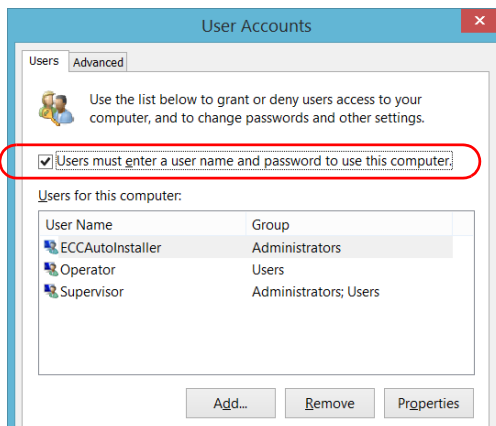 User Accounts
Users Advanced
Use the list below to grant or deny users access to your
computer, and to change passwords and other settings.
Users must enter a user name and password to use this computer.
Users for this computer:
User Name Group
ECCAutoInstaller Administrators
Operator Users
Supervisor Administrators; Users
Add... Remove Properties